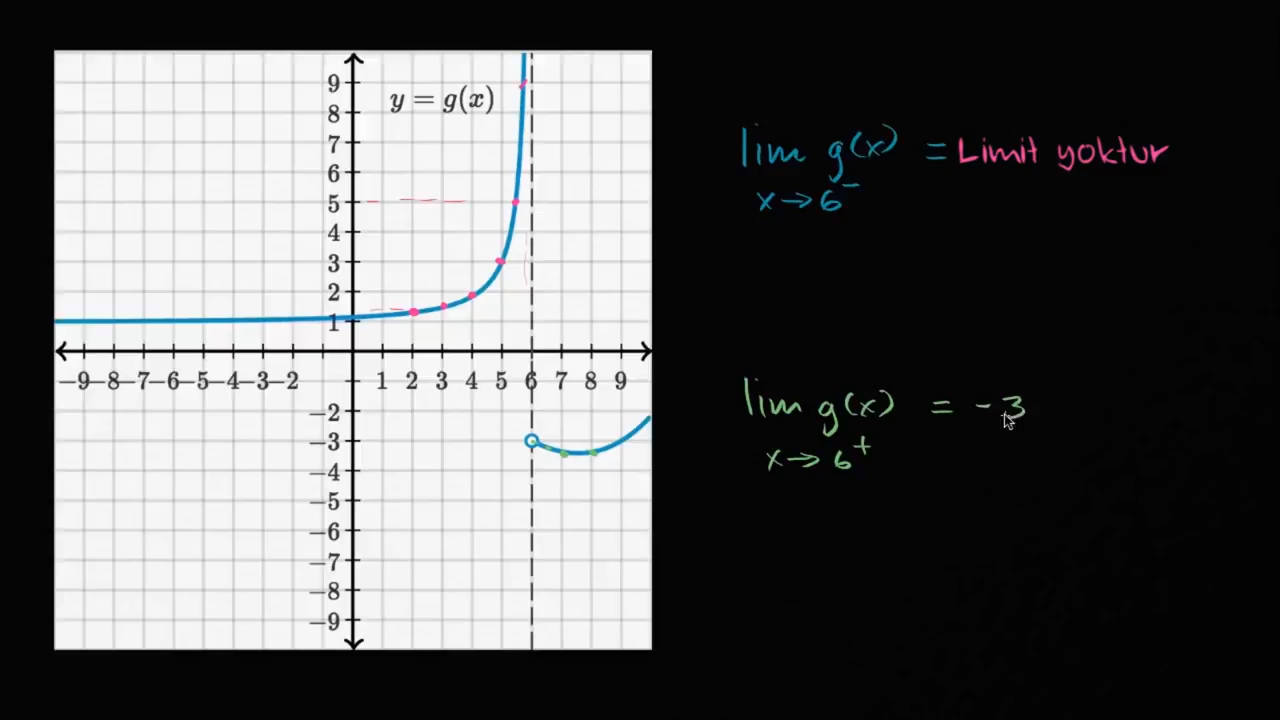 y = g(x)
9
8
7
6
5
4
3
2
1
−9 −8 −7 −6 −5 −4 −3 −2 1 2 3 4 5 6 7 8 9
−2
−3
−4
−5
−6
−7
−8
−9
lim g(x) = Limit yoktur
x → 6⁻
lim g(x) = -3
x → 6⁺